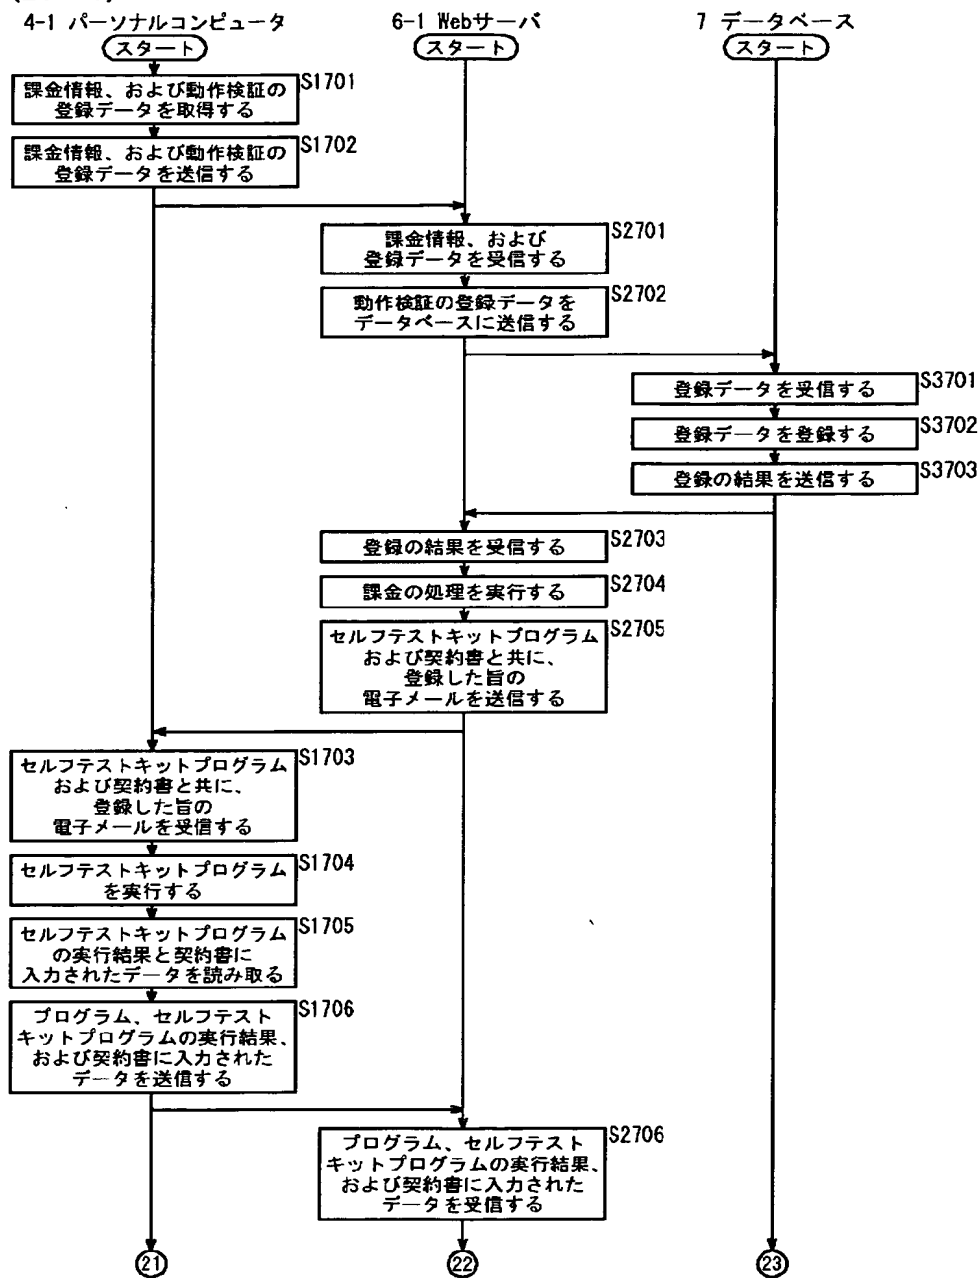 4-1 パーソナルコンピュータ
6-1 Webサーバ
7 データベース
スタート
スタート
スタート
課金情報、および動作検証の
登録データを取得する
S1701
課金情報、および動作検証の
登録データを送信する
S1702
課金情報、および
登録データを受信する
S2701
動作検証の登録データを
データベースに送信する
S2702
登録データを受信する
S3701
登録データを登録する
S3702
登録の結果を送信する
S3703
登録の結果を受信する
S2703
課金の処理を実行する
S2704
セルフテストキットプログラム
および契約書と共に、
登録した旨の
電子メールを送信する
S2705
セルフテストキットプログラム
および契約書と共に、
登録した旨の
電子メールを受信する
S1703
セルフテストキットプログラム
を実行する
S1704
セルフテストキットプログラム
の実行結果と契約書に
入力されたデータを読み取る
S1705
プログラム、セルフテスト
キットプログラムの実行結果、
および契約書に入力された
データを送信する
S1706
プログラム、セルフテスト
キットプログラムの実行結果、
および契約書に入力された
データを受信する
S2706
21
22
23